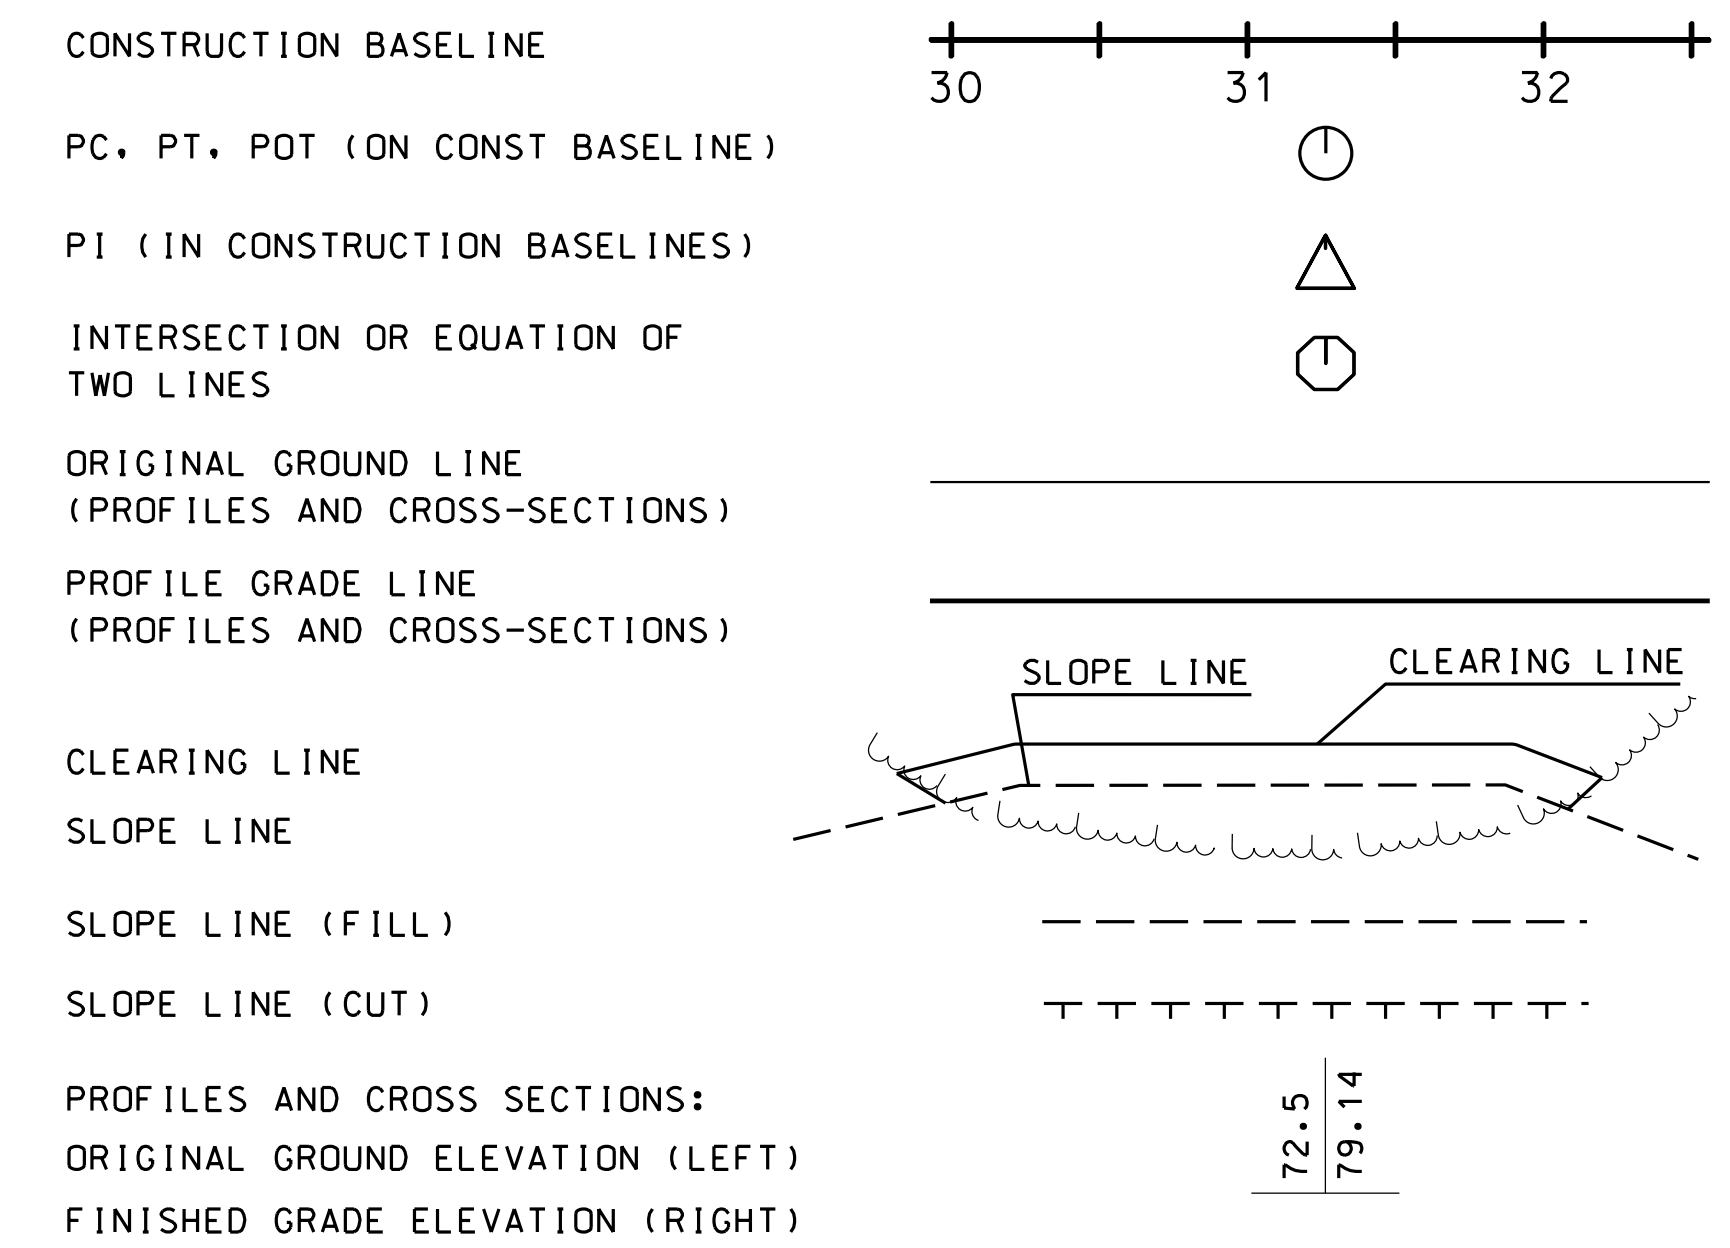 CONSTRUCTION BASELINE
30 31 32
PC, PT, POT (ON CONST BASELINE)
PI (IN CONSTRUCTION BASELINES)
INTERSECTION OR EQUATION OF
TWO LINES
ORIGINAL GROUND LINE
(PROFILES AND CROSS-SECTIONS)
PROFILE GRADE LINE
(PROFILES AND CROSS-SECTIONS)
SLOPE LINE
CLEARING LINE
CLEARING LINE
SLOPE LINE
SLOPE LINE (FILL)
SLOPE LINE (CUT)
PROFILES AND CROSS SECTIONS:
ORIGINAL GROUND ELEVATION (LEFT)
FINISHED GRADE ELEVATION (RIGHT)
72.5
79.14